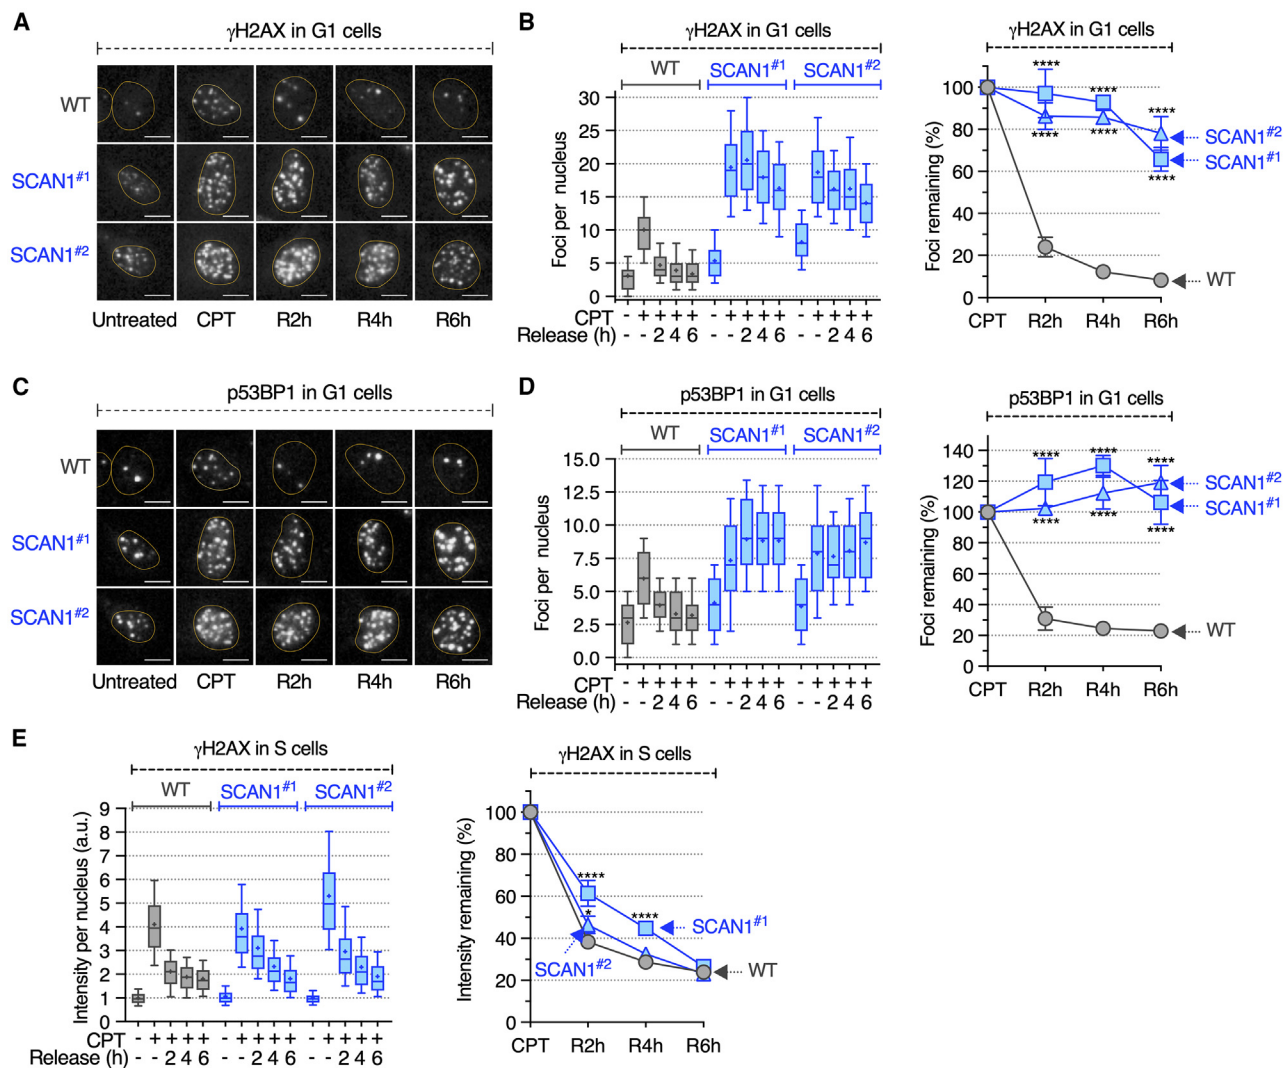 A
γH2AX in G1 cells
WT
SCAN1#1
SCAN1#2
Untreated CPT R2h R4h R6h
B
γH2AX in G1 cells
WT SCAN1#1 SCAN1#2
Foci per nucleus
30
25
20
15
10
5
0
CPT - + + + + - + + + + - + + + +
Release (h) - - 2 4 6 - - 2 4 6 - - 2 4 6
γH2AX in G1 cells
Foci remaining (%)
100
80
60
40
20
0
**** **** ****
**** **** ****
SCAN1#2
SCAN1#1
WT
CPT R2h R4h R6h
C
p53BP1 in G1 cells
WT
SCAN1#1
SCAN1#2
Untreated CPT R2h R4h R6h
D
p53BP1 in G1 cells
WT SCAN1#1 SCAN1#2
Foci per nucleus
15.0
12.5
10.0
7.5
5.0
2.5
0.0
CPT - + + + + - + + + + - + + + +
Release (h) - - 2 4 6 - - 2 4 6 - - 2 4 6
p53BP1 in G1 cells
Foci remaining (%)
140
120
100
80
60
40
20
0
**** **** ****
**** **** ****
SCAN1#2
SCAN1#1
WT
CPT R2h R4h R6h
E
γH2AX in S cells
WT SCAN1#1 SCAN1#2
Intensity per nucleus (a.u.)
9
8
7
6
5
4
3
2
1
0
CPT - + + + + - + + + + - + + + +
Release (h) - - 2 4 6 - - 2 4 6 - - 2 4 6
γH2AX in S cells
Intensity remaining (%)
100
80
60
40
20
0
****
*
****
SCAN1#1
SCAN1#2
WT
CPT R2h R4h R6h